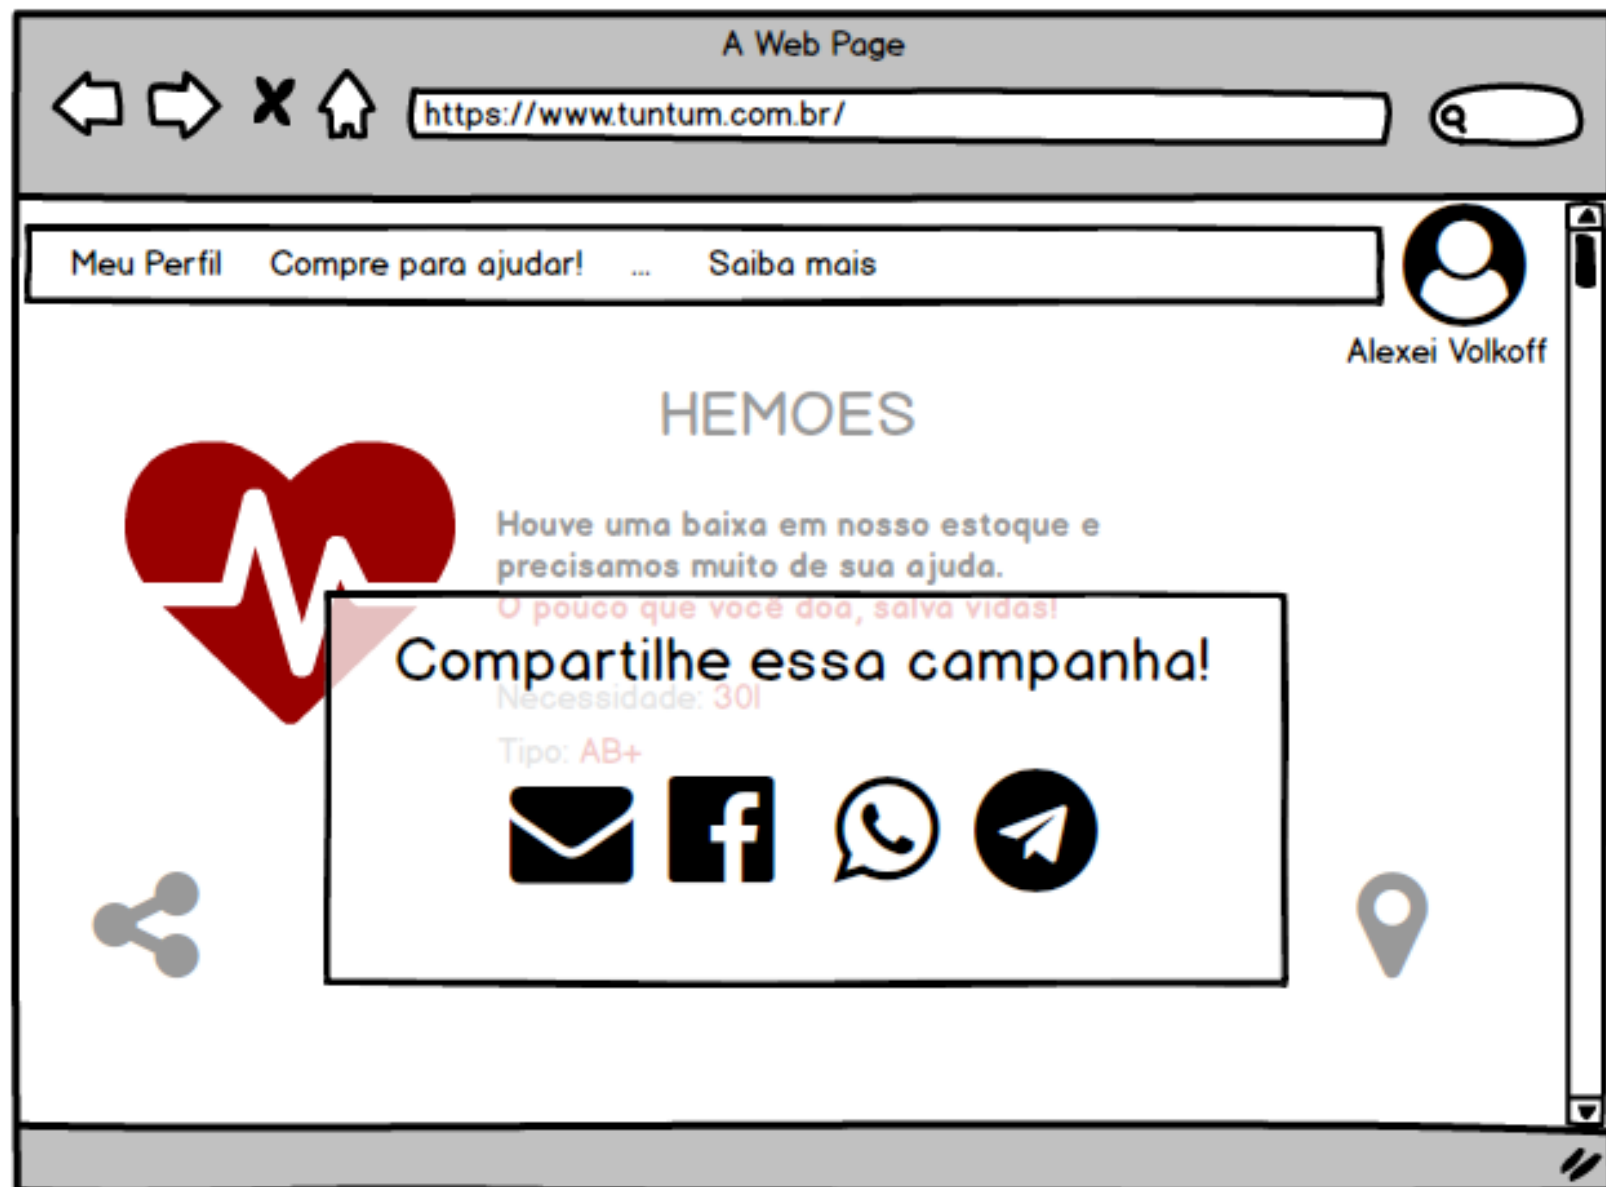 A Web Page
https://www.tuntum.com.br/
Meu Perfil Compre para ajudar! ... Saiba mais
Alexei Volkoff
HEMOES
Houve uma baixa em nosso estoque e
precisamos muito de sua ajuda.
O pouco que você doa, salva vidas!
Compartilhe essa campanha!
Necessidade: 30l
Tipo: AB+